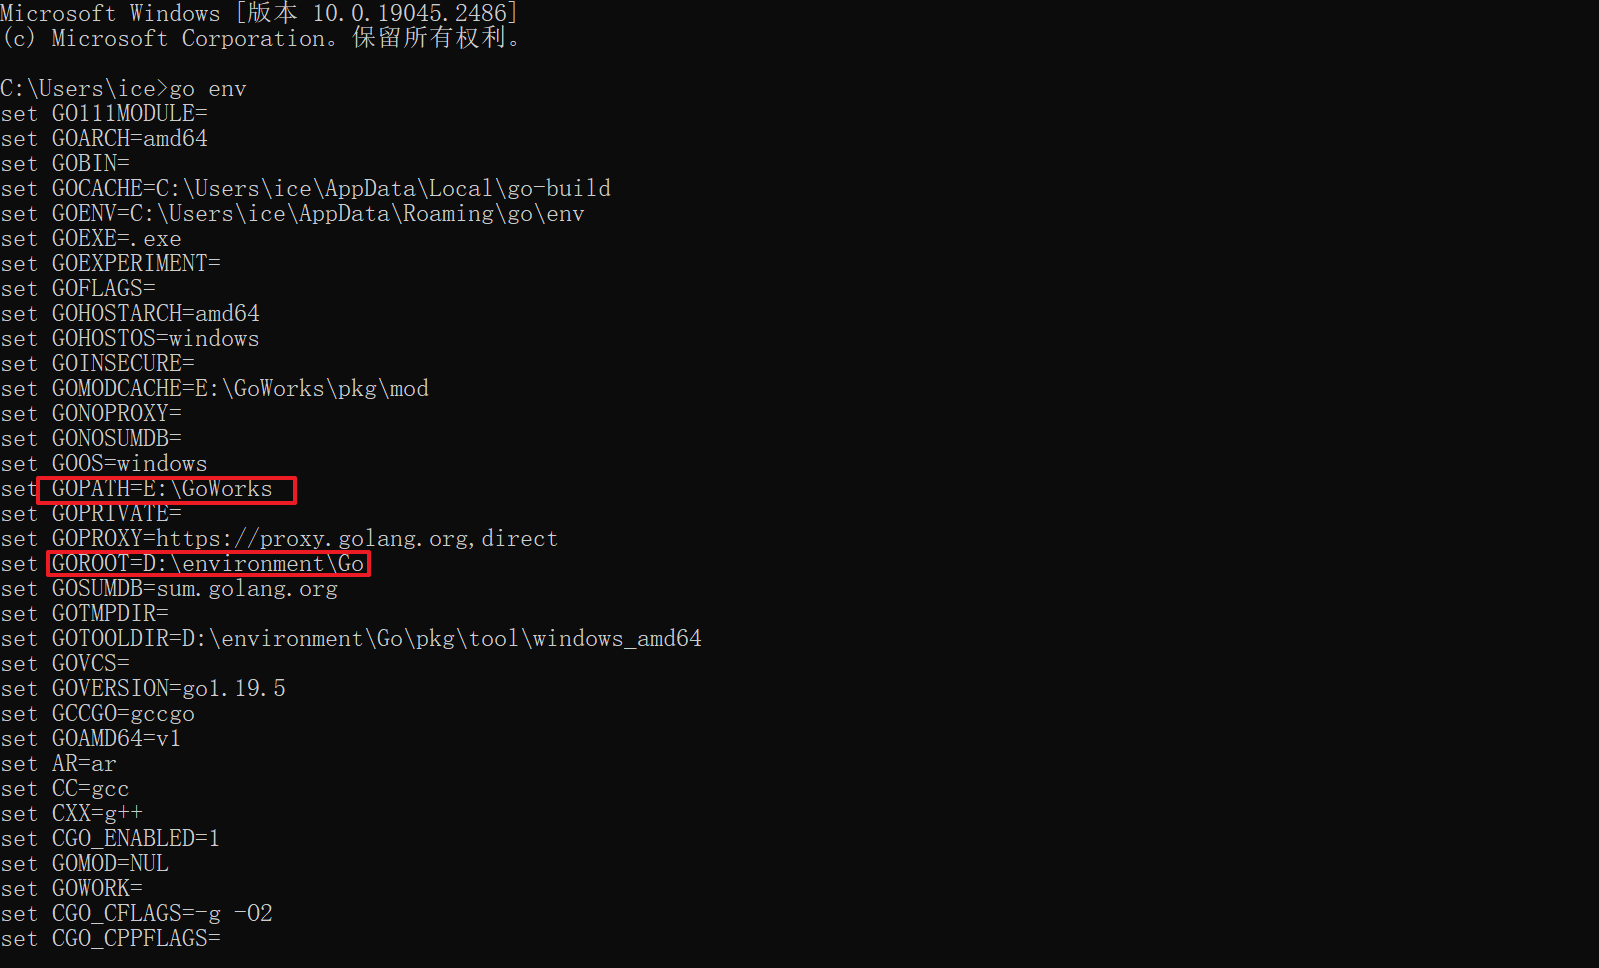 Microsoft Windows [版本 10.0.19045.2486]
(c) Microsoft Corporation。保留所有权利。
C:\Users\ice>go env
set GO111MODULE=
set GOARCH=amd64
set GOBIN=
set GOCACHE=C:\Users\ice\AppData\Local\go-build
set GOENV=C:\Users\ice\AppData\Roaming\go\env
set GOEXE=.exe
set GOEXPERIMENT=
set GOFLAGS=
set GOHOSTARCH=amd64
set GOHOSTOS=windows
set GOINSECURE=
set GOMODCACHE=E:\GoWorks\pkg\mod
set GONOPROXY=
set GONOSUMDB=
set GOOS=windows
set GOPATH=E:\GoWorks
set GOPRIVATE=
set GOPROXY=https://proxy.golang.org,direct
set GOROOT=D:\environment\Go
set GOSUMDB=sum.golang.org
set GOTMPDIR=
set GOTOOLDIR=D:\environment\Go\pkg\tool\windows_amd64
set GOVCS=
set GOVERSION=go1.19.5
set GCCGO=gccgo
set GOAMD64=v1
set AR=ar
set CC=gcc
set CXX=g++
set CGO_ENABLED=1
set GOMOD=NUL
set GOWORK=
set CGO_CFLAGS=-g -O2
set CGO_CPPFLAGS=